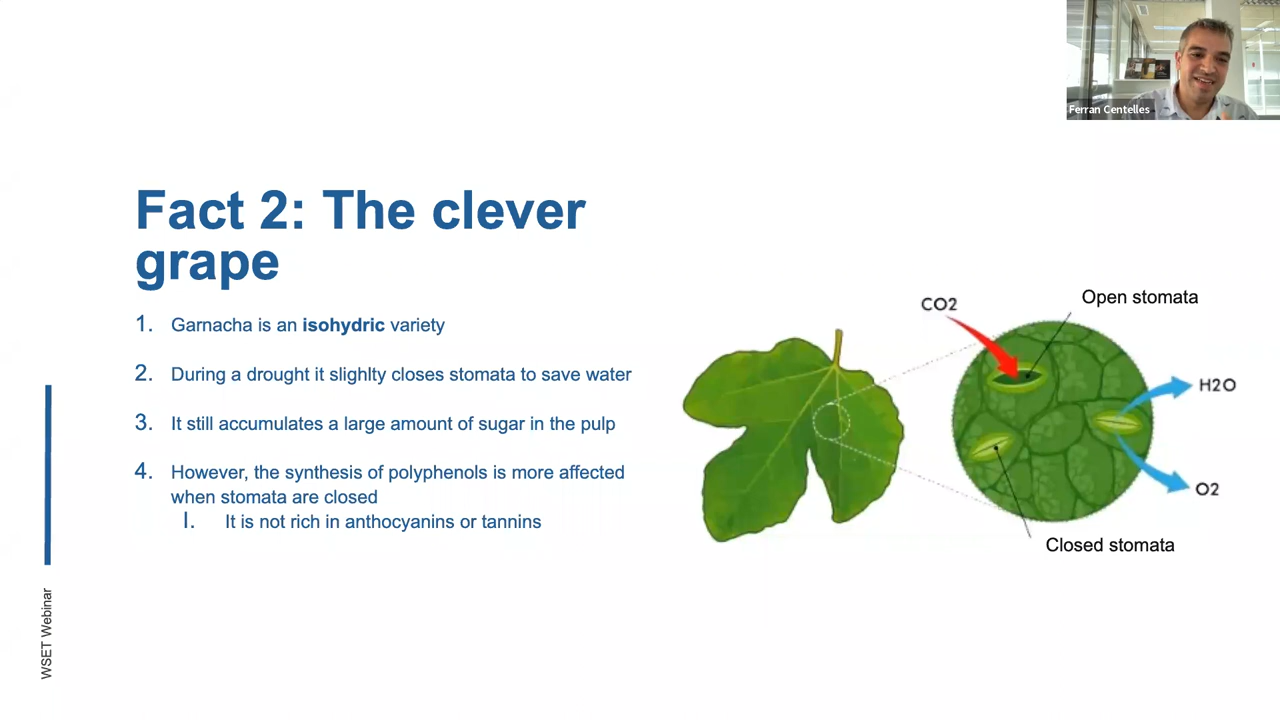 Ferran Centelles
Fact 2: The clever
grape
1. Garnacha is an isohydric variety
2. During a drought it slighlty closes stomata to save water
3. It still accumulates a large amount of sugar in the pulp
4. However, the synthesis of polyphenols is more affected
when stomata are closed
I. It is not rich in anthocyanins or tannins
CO2
Open stomata
H2O
O2
Closed stomata
WSET Webinar